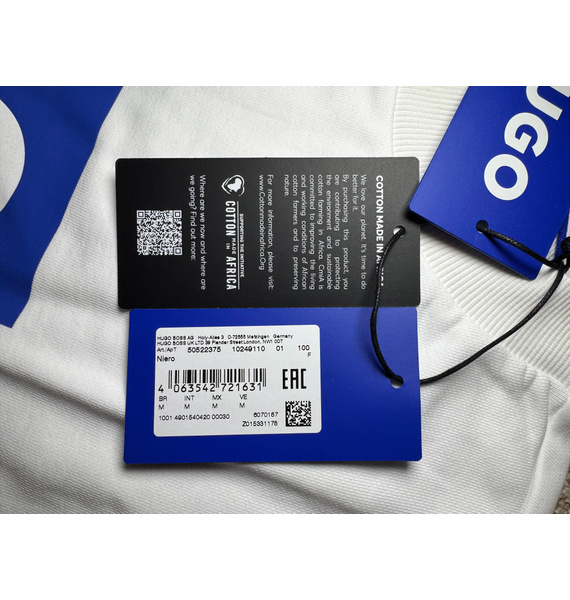 HUGO
COTTON MADE IN AFRICA
We love our planet. It's time to do
better for it.
By purchasing this product, you
are contributing to protecting
the environment and sustainable
cotton farming in Africa. CmiA is
committed to improving the living
and working conditions of African
cotton farmers and to preserving
nature.
For more information, please visit:
www.Cottonmadeinafrica.Org
SUPPORTING THE INITIATIVE
COTTON MADE
IN AFRICA
Where are we now and where are
we going? Find out more:
HUGO BOSS AG Holy-Allee 3 D-72555 Metzingen Germany
HUGO BOSS UK LTD 39 Plender Street London, NW1 0DT
Art./ApT 50522375 10249110 01 100
Niero F
4 063542 721631
EAC
BR INT MX VE
M M M M
1001 4901540420 00030 6070167
Z015331176